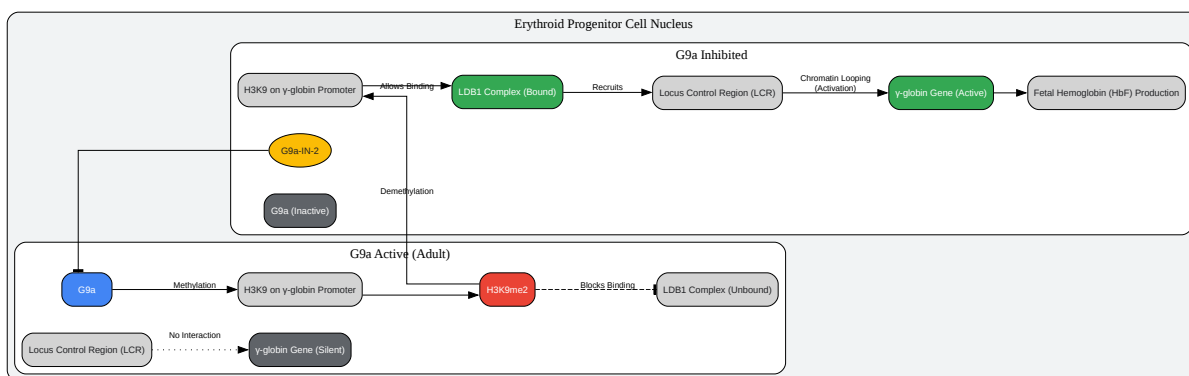 Erythroid Progenitor Cell Nucleus
G9a Inhibited
H3K9 on γ-globin Promoter
Allows Binding
LDB1 Complex (Bound)
Recruits
Locus Control Region (LCR)
Chromatin Looping
(Activation)
γ-globin Gene (Active)
Fetal Hemoglobin (HbF) Production
G9a-IN-2
Demethylation
G9a (Inactive)
G9a Active (Adult)
G9a
Methylation
H3K9 on γ-globin Promoter
H3K9me2
Blocks Binding
LDB1 Complex (Unbound)
Locus Control Region (LCR)
No Interaction
γ-globin Gene (Silent)